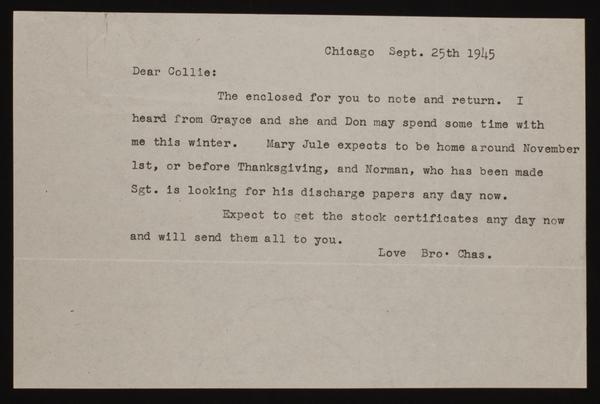 Chicago Sept. 25th 1945
Dear Collie:
The enclosed for you to note and return. I
heard from Grayce and she and Don may spend some time with
me this winter. Mary Jule expects to be home around November
1st, or before Thanksgiving, and Norman, who has been made
Sgt. is looking for his discharge papers any day now.
Expect to get the stock certificates any day now
and will send them all to you.
Love Bro. Chas.